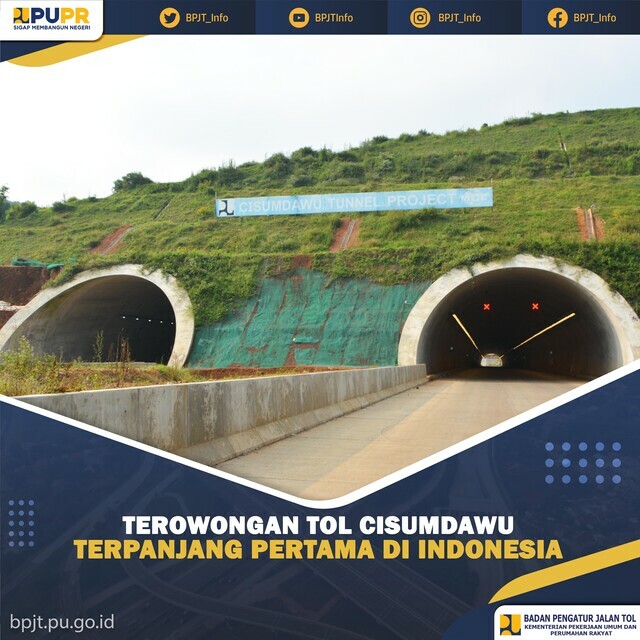 PUPR
SIGAP MEMBANGUN NEGERI
BPJT_Info
BPJTInfo
BPJT_Info
BPJT_Info
CISUMDAWU TUNNEL PROJECT
TEROWONGAN TOL CISUMDAWU
TERPANJANG PERTAMA DI INDONESIA
bpjt.pu.go.id
BADAN PENGATUR JALAN TOL
KEMENTERIAN PEKERJAAN UMUM DAN
PERUMAHAN RAKYAT